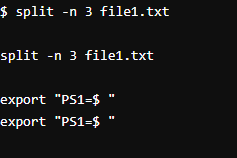 $ split -n 3 file1.txt
split -n 3 file1.txt
export "PS1=$ "
export "PS1=$ "